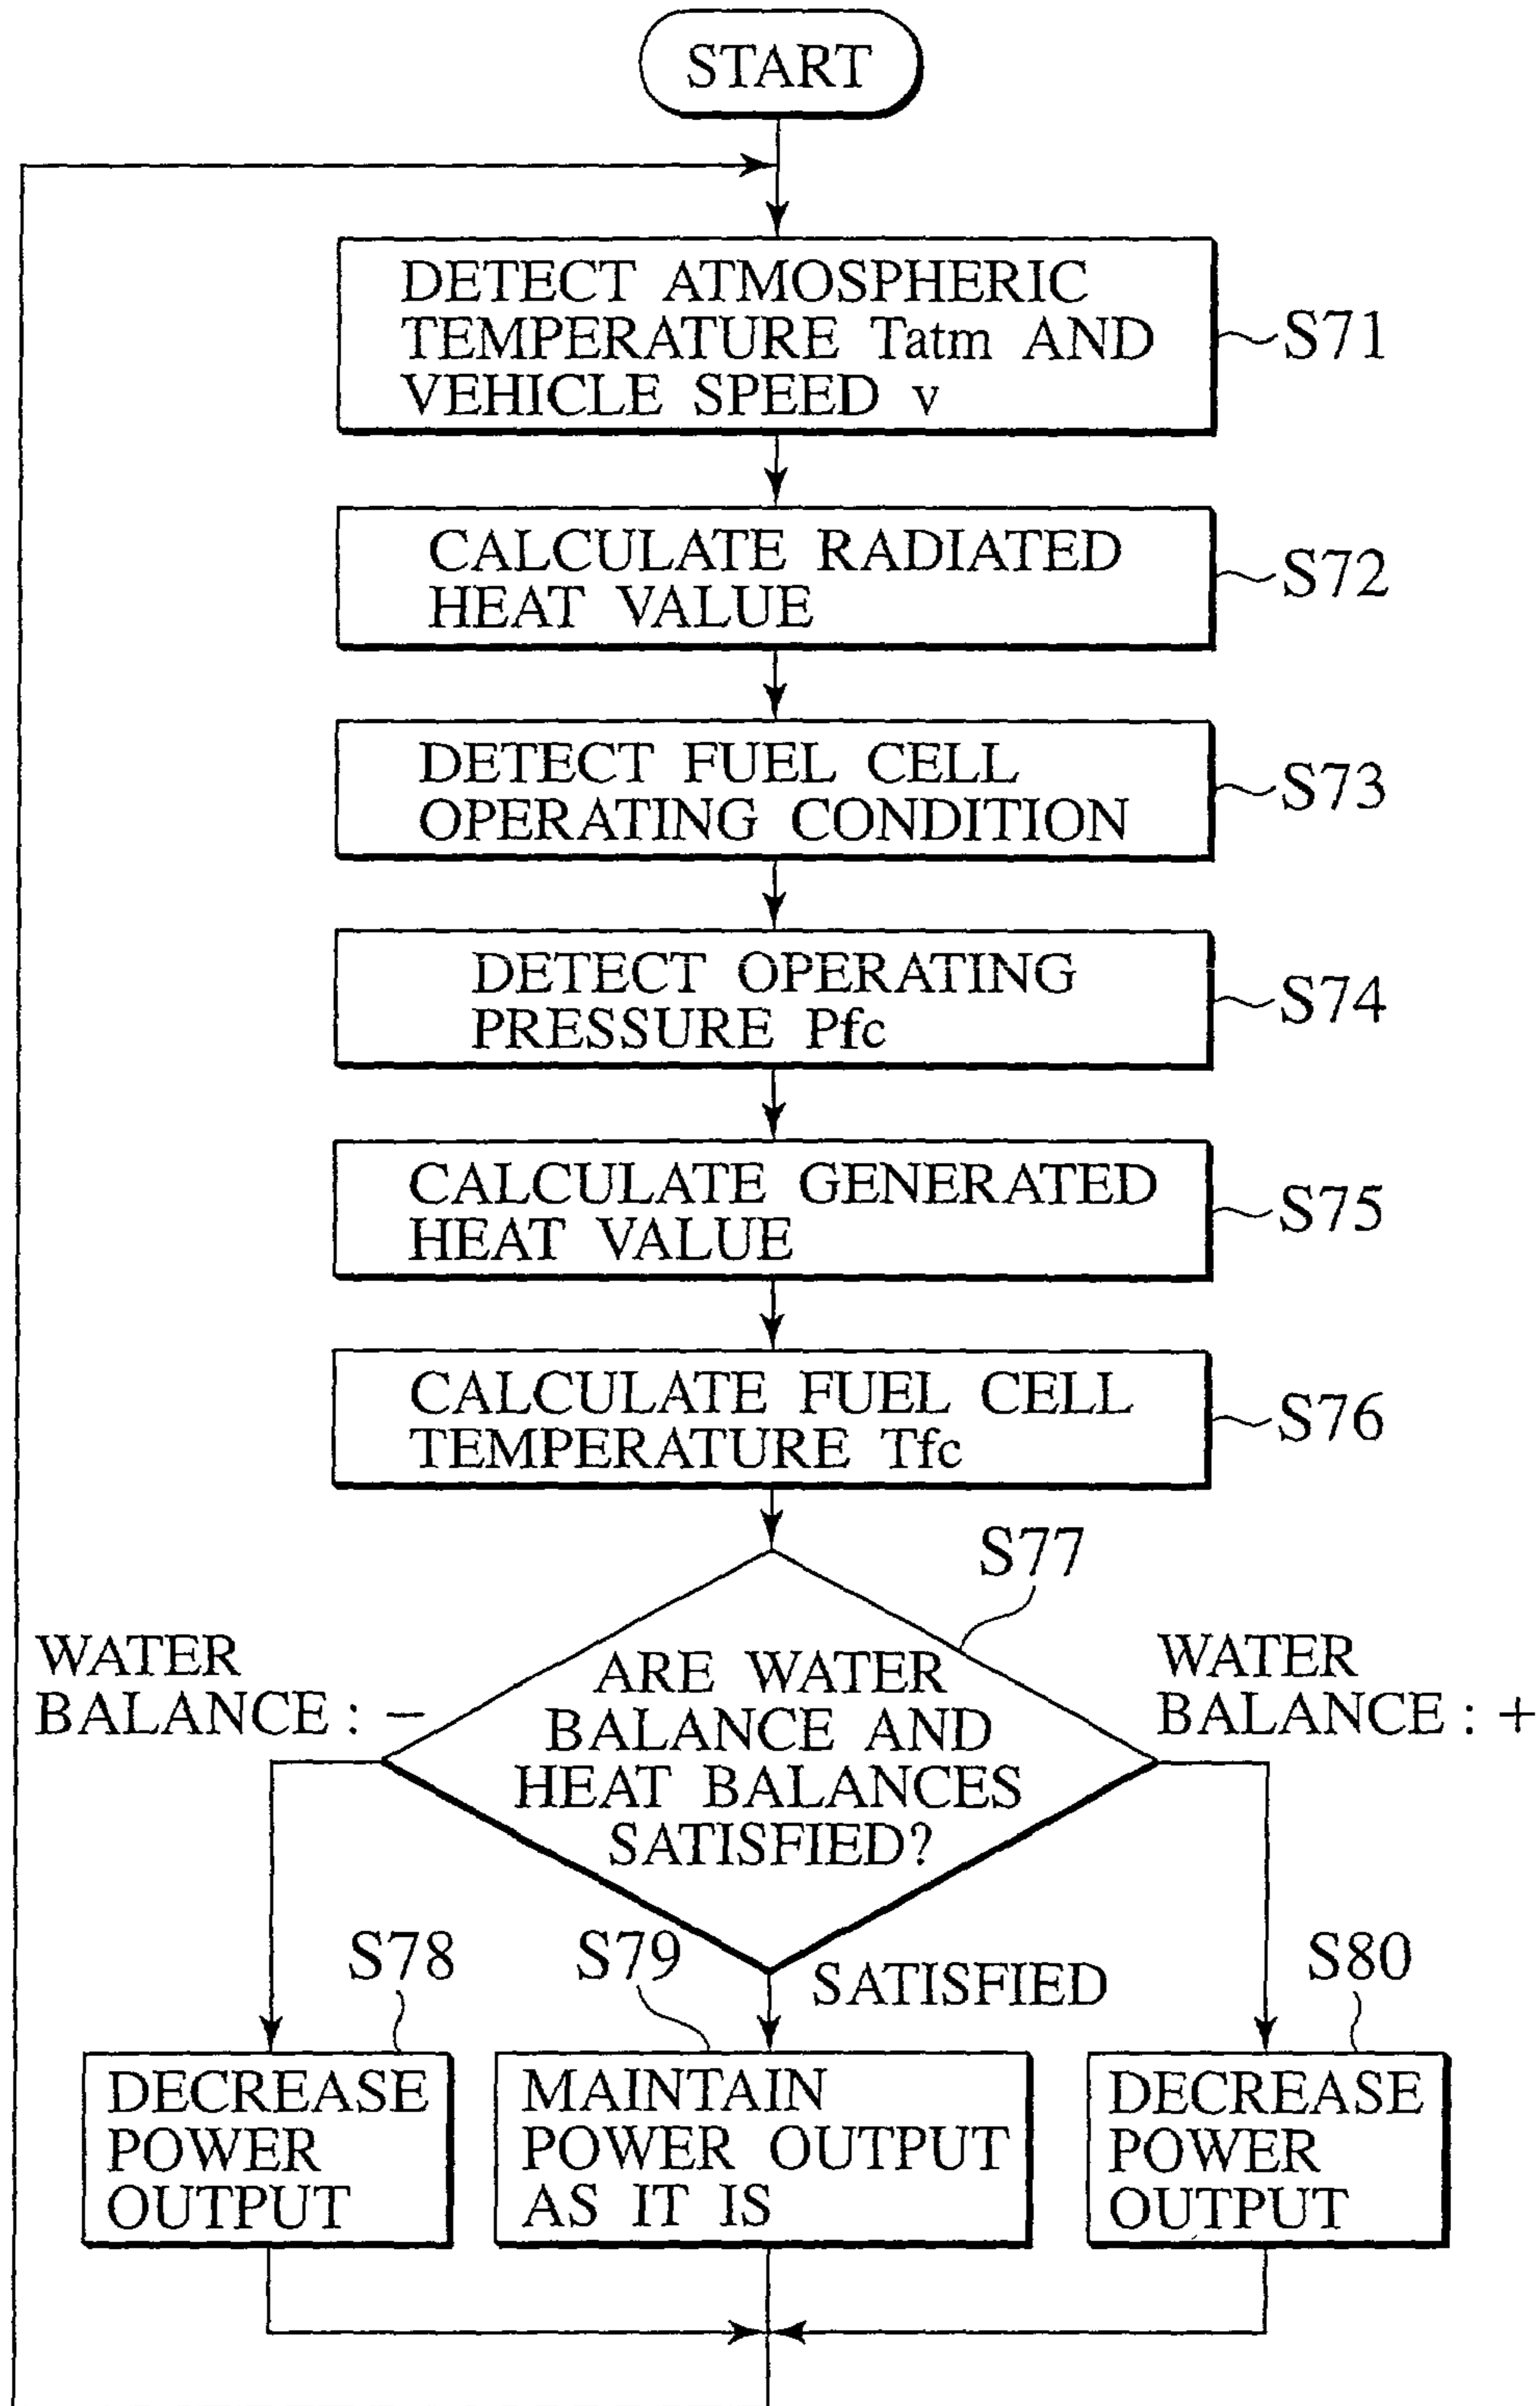 START
DETECT ATMOSPHERIC
TEMPERATURE Tatm AND
VEHICLE SPEED v
S71
CALCULATE RADIATED
HEAT VALUE
S72
DETECT FUEL CELL
OPERATING CONDITION
S73
DETECT OPERATING
PRESSURE Pfc
S74
CALCULATE GENERATED
HEAT VALUE
S75
CALCULATE FUEL CELL
TEMPERATURE Tfc
S76
S77
WATER
BALANCE : −
ARE WATER
BALANCE AND
HEAT BALANCES
SATISFIED?
WATER
BALANCE : +
S78
S79
SATISFIED
S80
DECREASE
POWER
OUTPUT
MAINTAIN
POWER OUTPUT
AS IT IS
DECREASE
POWER
OUTPUT